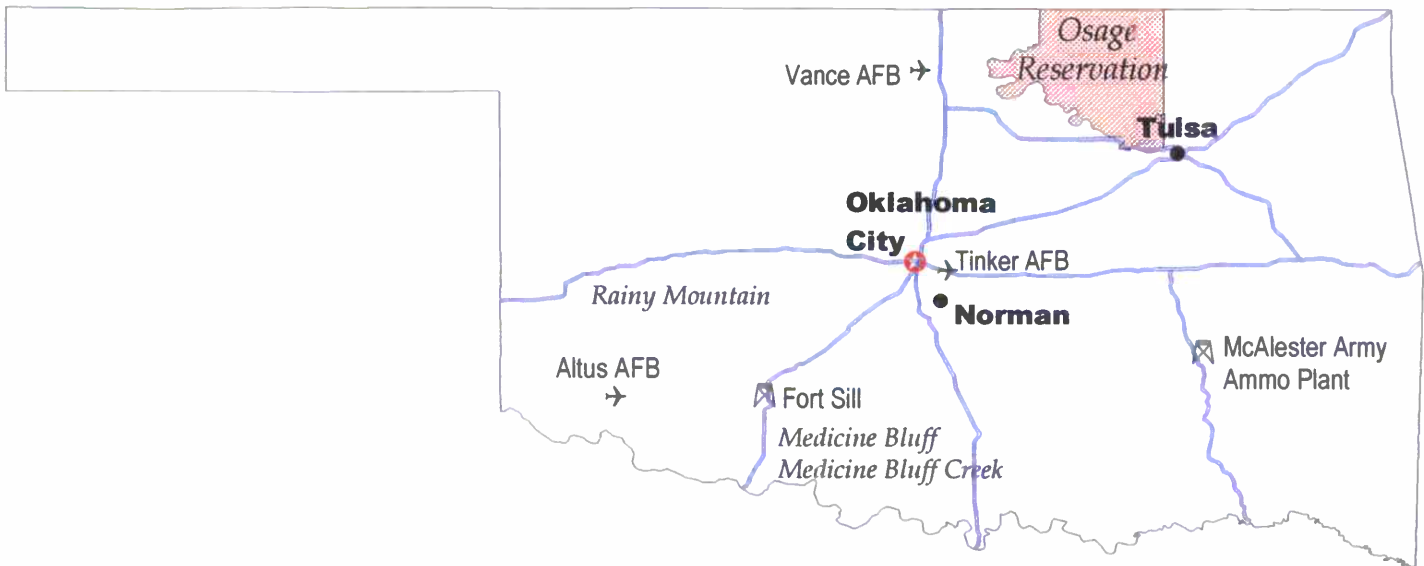 Osage
Reservation
Vance AFB
Tulsa
Oklahoma
City
Tinker AFB
Rainy Mountain
Norman
McAlester Army
Ammo Plant
Altus AFB
Fort Sill
Medicine Bluff
Medicine Bluff Creek